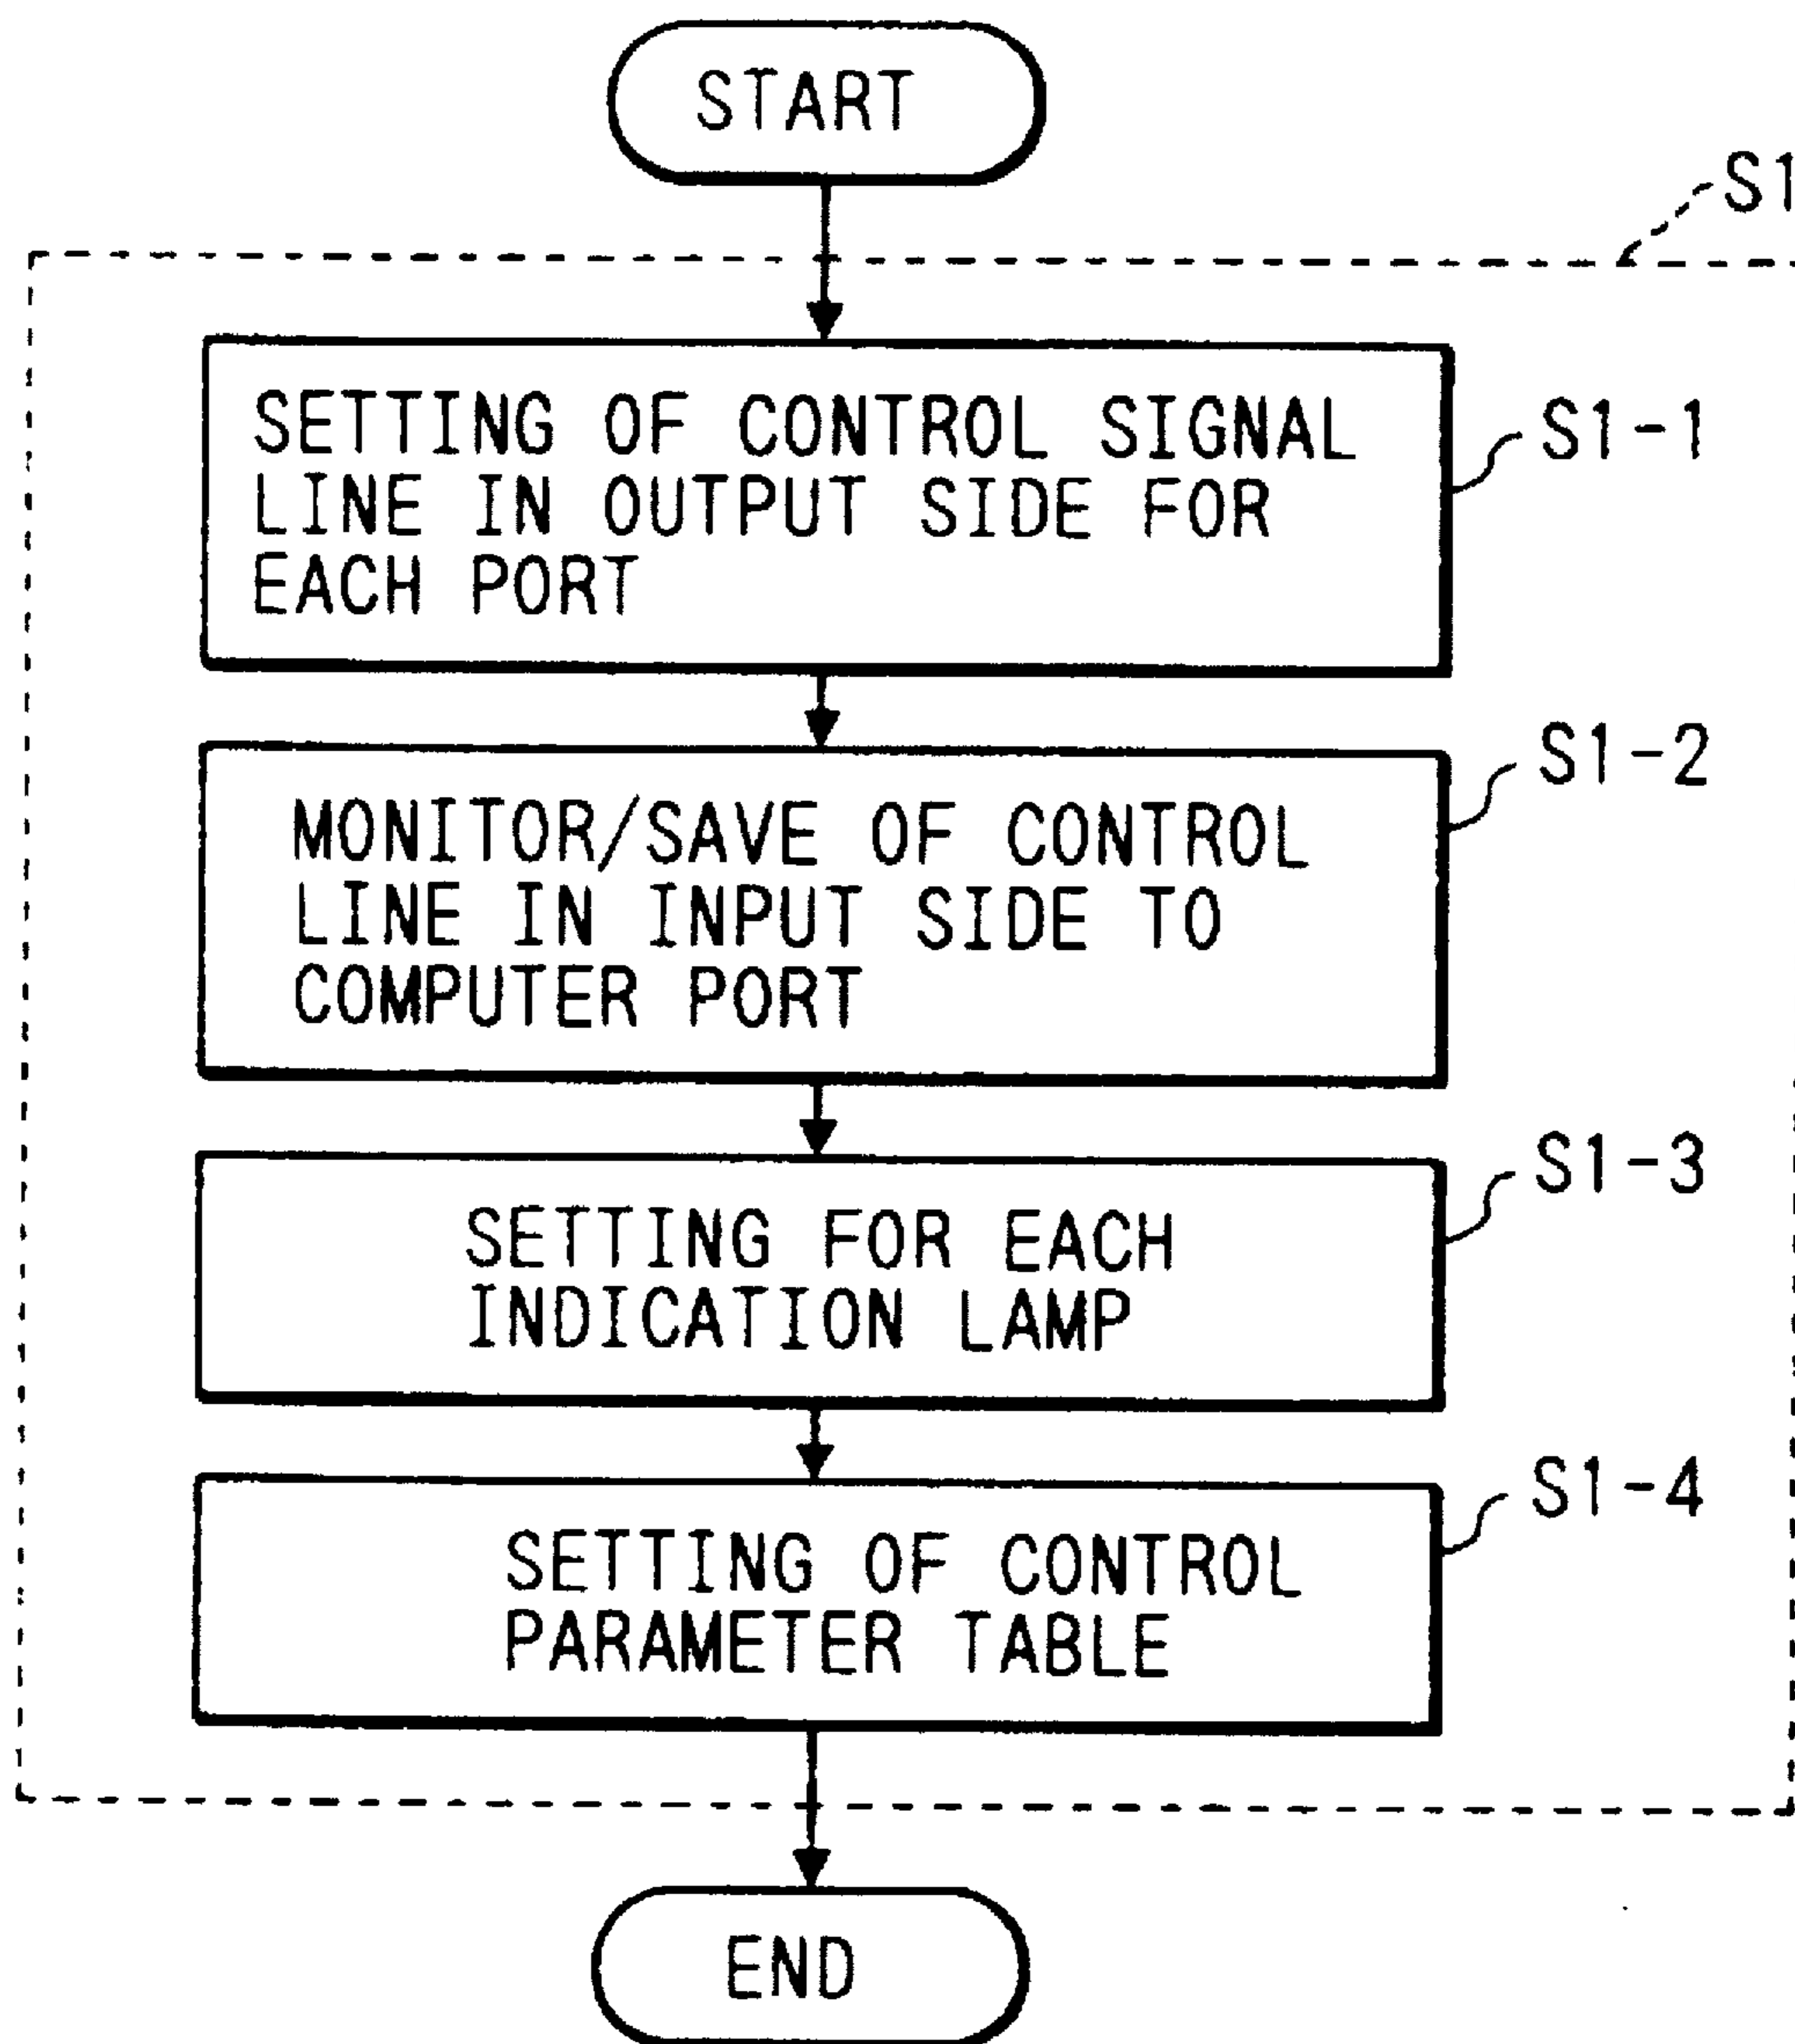 START
S1
SETTING OF CONTROL SIGNAL
LINE IN OUTPUT SIDE FOR
EACH PORT
S1-1
MONITOR/SAVE OF CONTROL
LINE IN INPUT SIDE TO
COMPUTER PORT
S1-2
SETTING FOR EACH
INDICATION LAMP
S1-3
SETTING OF CONTROL
PARAMETER TABLE
S1-4
END